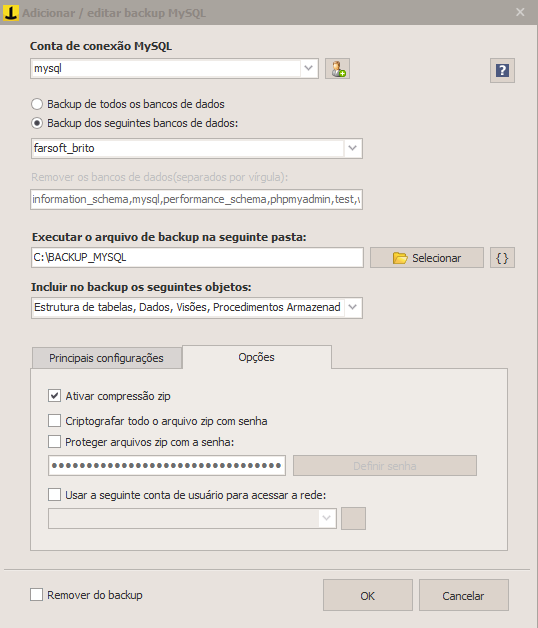 Adicionar / editar backup MySQL
Conta de conexão MySQL
mysql
Backup de todos os bancos de dados
Backup dos seguintes bancos de dados:
farsoft_brito
Remover os bancos de dados(separados por vírgula):
information_schema,mysql,performance_schema,phpmyadmin,test,
Executar o arquivo de backup na seguinte pasta:
C:\BACKUP_MYSQL
Selecionar
{}
Incluir no backup os seguintes objetos:
Estrutura de tabelas, Dados, Visões, Procedimentos Armazenad
Principais configurações
Opções
Ativar compressão zip
Criptografar todo o arquivo zip com senha
Proteger arquivos zip com a senha:
Definir senha
Usar a seguinte conta de usuário para acessar a rede:
Remover do backup
OK
Cancelar